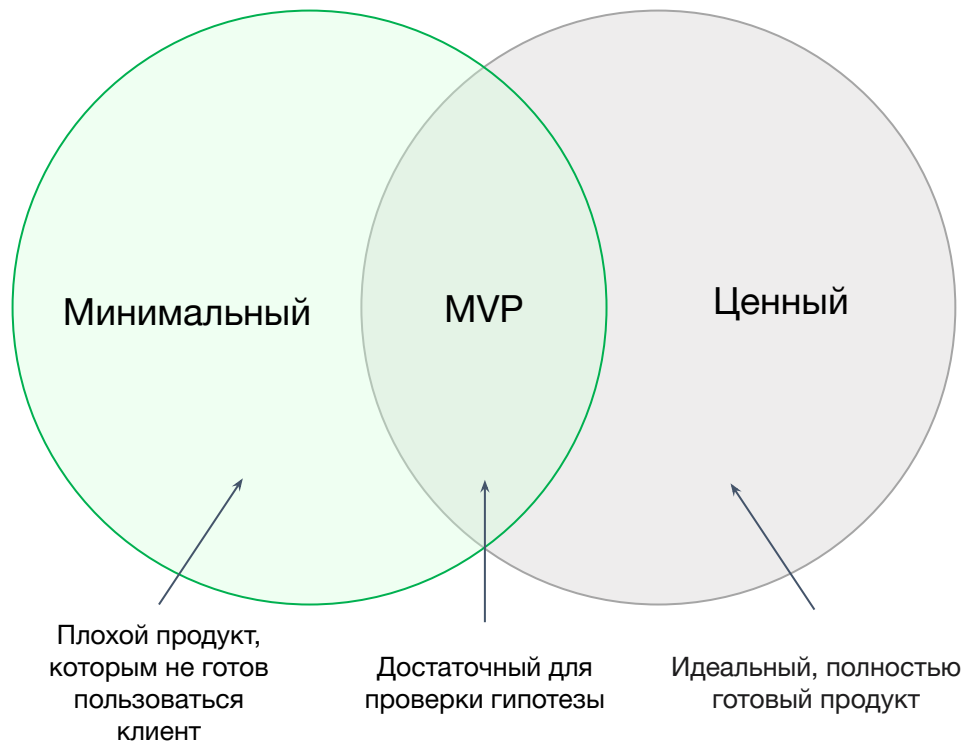 Минимальный
MVP
Ценный
Плохой продукт,
которым не готов
пользоваться
клиент
Достаточный для
проверки гипотезы
Идеальный, полностью
готовый продукт